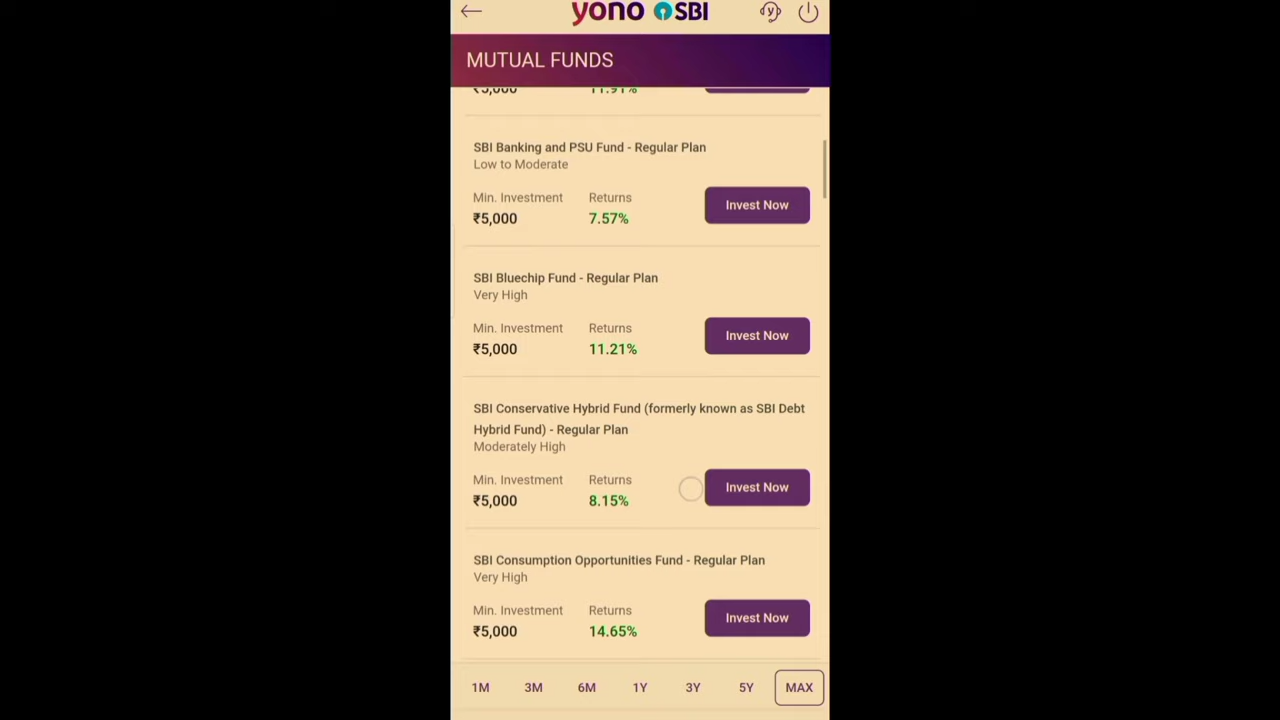 yono SBI
MUTUAL FUNDS
₹5,000 11.91%
SBI Banking and PSU Fund - Regular Plan
Low to Moderate
Min. Investment Returns
₹5,000 7.57%
Invest Now
SBI Bluechip Fund - Regular Plan
Very High
Min. Investment Returns
₹5,000 11.21%
Invest Now
SBI Conservative Hybrid Fund (formerly known as SBI Debt
Hybrid Fund) - Regular Plan
Moderately High
Min. Investment Returns
₹5,000 8.15%
Invest Now
SBI Consumption Opportunities Fund - Regular Plan
Very High
Min. Investment Returns
₹5,000 14.65%
Invest Now
1M 3M 6M 1Y 3Y 5Y MAX